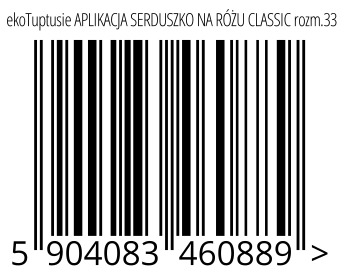 ekoTuptusie APLIKACJA SERDUSZKO NA RÓŻU CLASSIC rozm.33
5 904083 460889 >